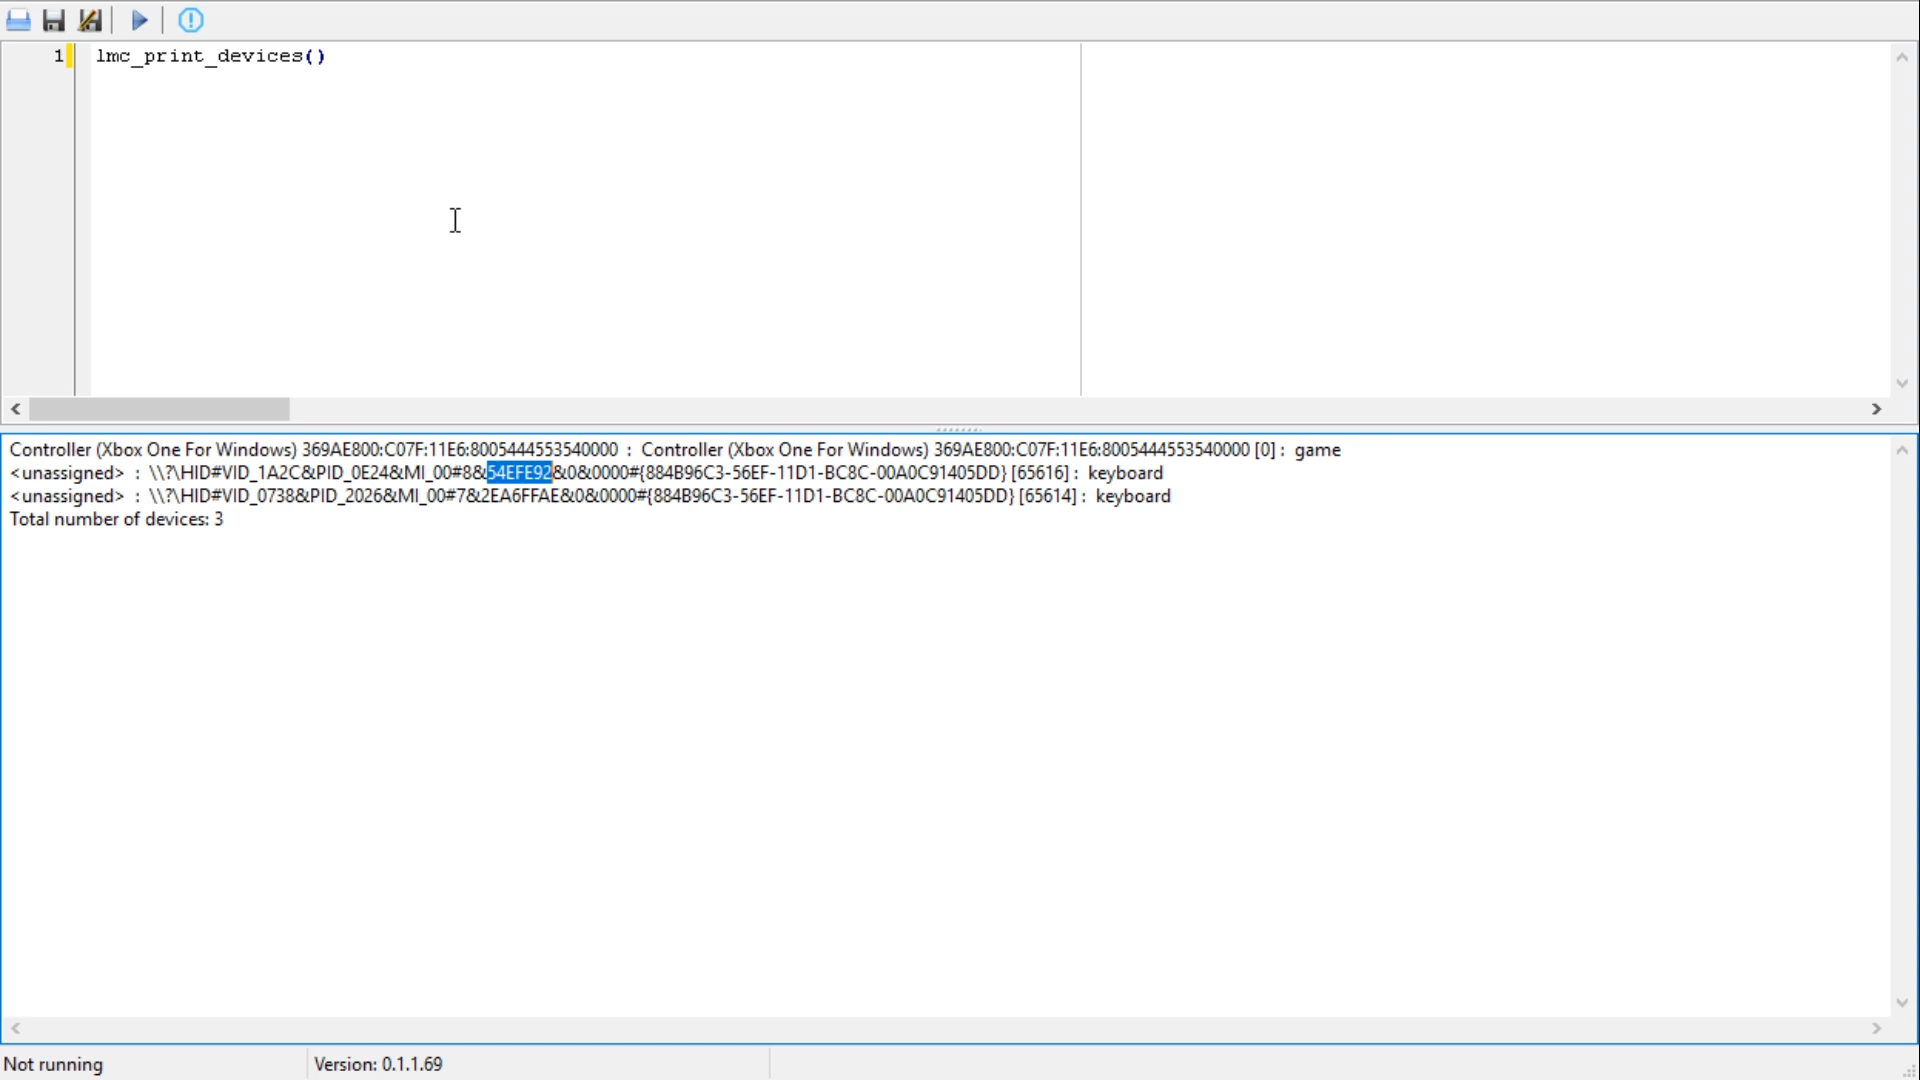 1 lmc_print_devices()
Controller (Xbox One For Windows) 369AE800:C07F:11E6:8005444553540000 : Controller (Xbox One For Windows) 369AE800:C07F:11E6:8005444553540000 [0] : game
<unassigned> : \\?\HID#VID_1A2C&PID_0E24&MI_00#8&54EFE92&0&0000#{884B96C3-56EF-11D1-BC8C-00A0C91405DD} [65616] : keyboard
<unassigned> : \\?\HID#VID_0738&PID_2026&MI_00#7&2EA6FFAE&0&0000#{884B96C3-56EF-11D1-BC8C-00A0C91405DD} [65614] : keyboard
Total number of devices: 3
Not running Version: 0.1.1.69